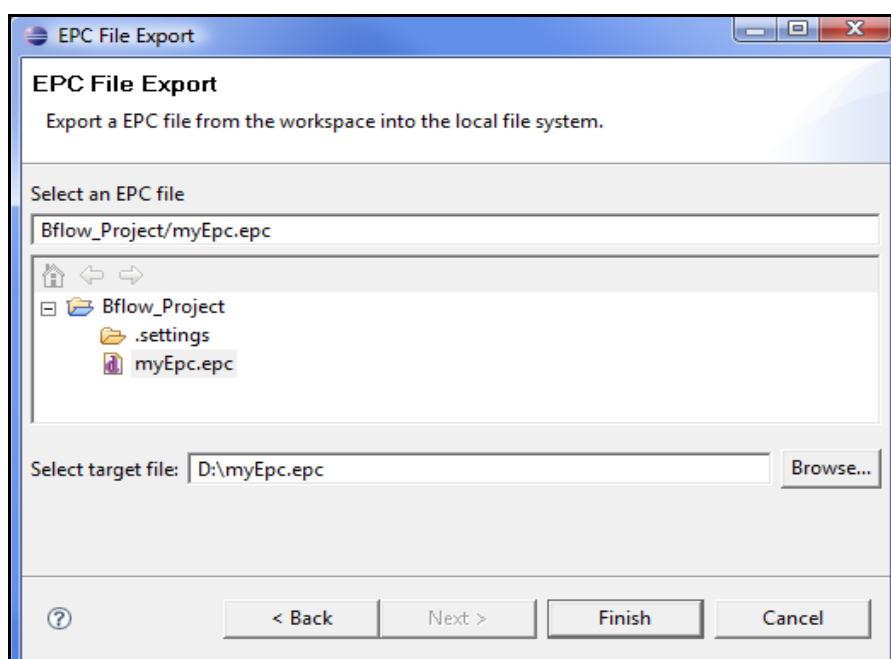 EPC File Export
EPC File Export
Export a EPC file from the workspace into the local file system.
Select an EPC file
Bflow_Project/myEpc.epc
Bflow_Project
.settings
myEpc.epc
Select target file: D:\myEpc.epc Browse...
< Back Next > Finish Cancel